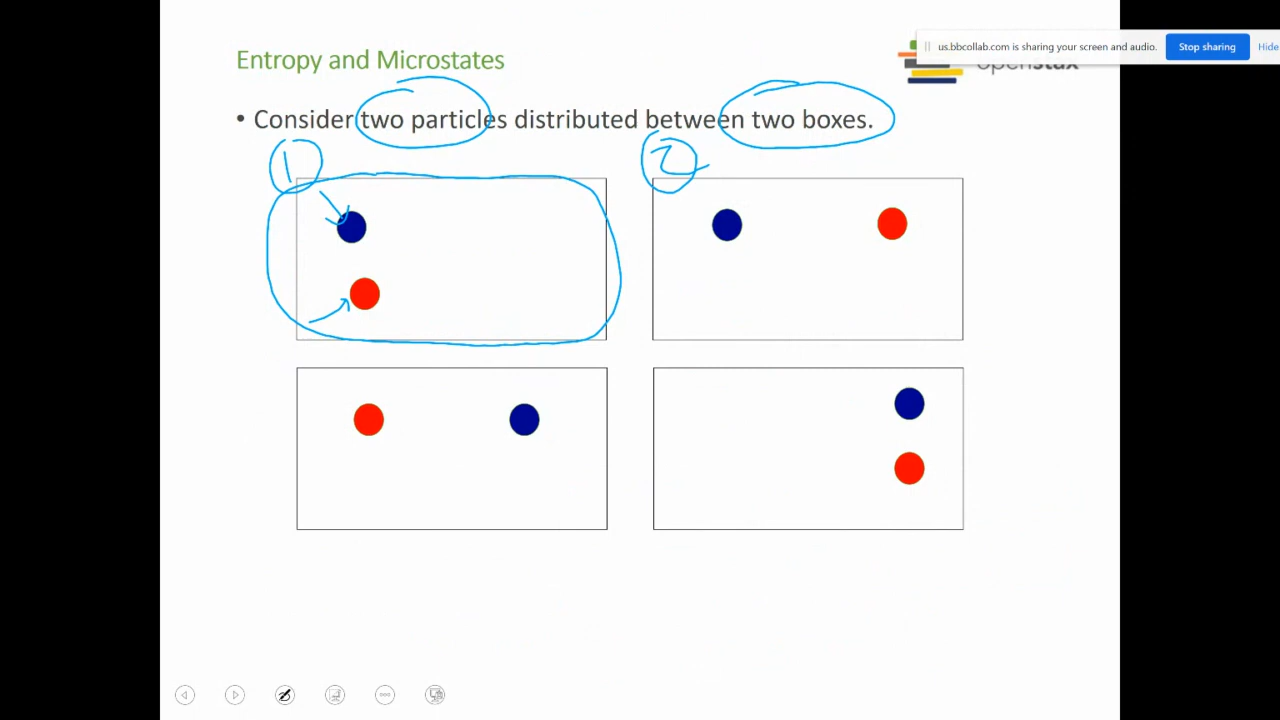 Entropy and Microstates
us.bbcollab.com is sharing your screen and audio. Stop sharing Hide
openstax
• Consider two particles distributed between two boxes.
1 2